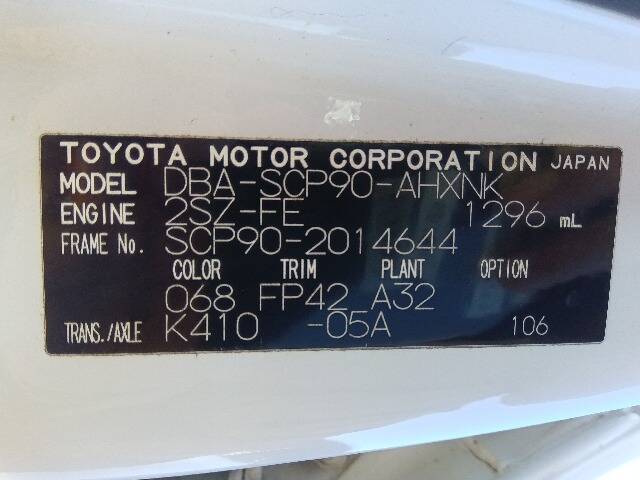 TOYOTA MOTOR CORPORATION JAPAN
MODEL DBA-SCP90-AHXNK
ENGINE 2SZ-FE 1296 mL
FRAME No. SCP90-2014644
COLOR TRIM PLANT OPTION
068 FP42 A32
TRANS./AXLE K410 -05A 106